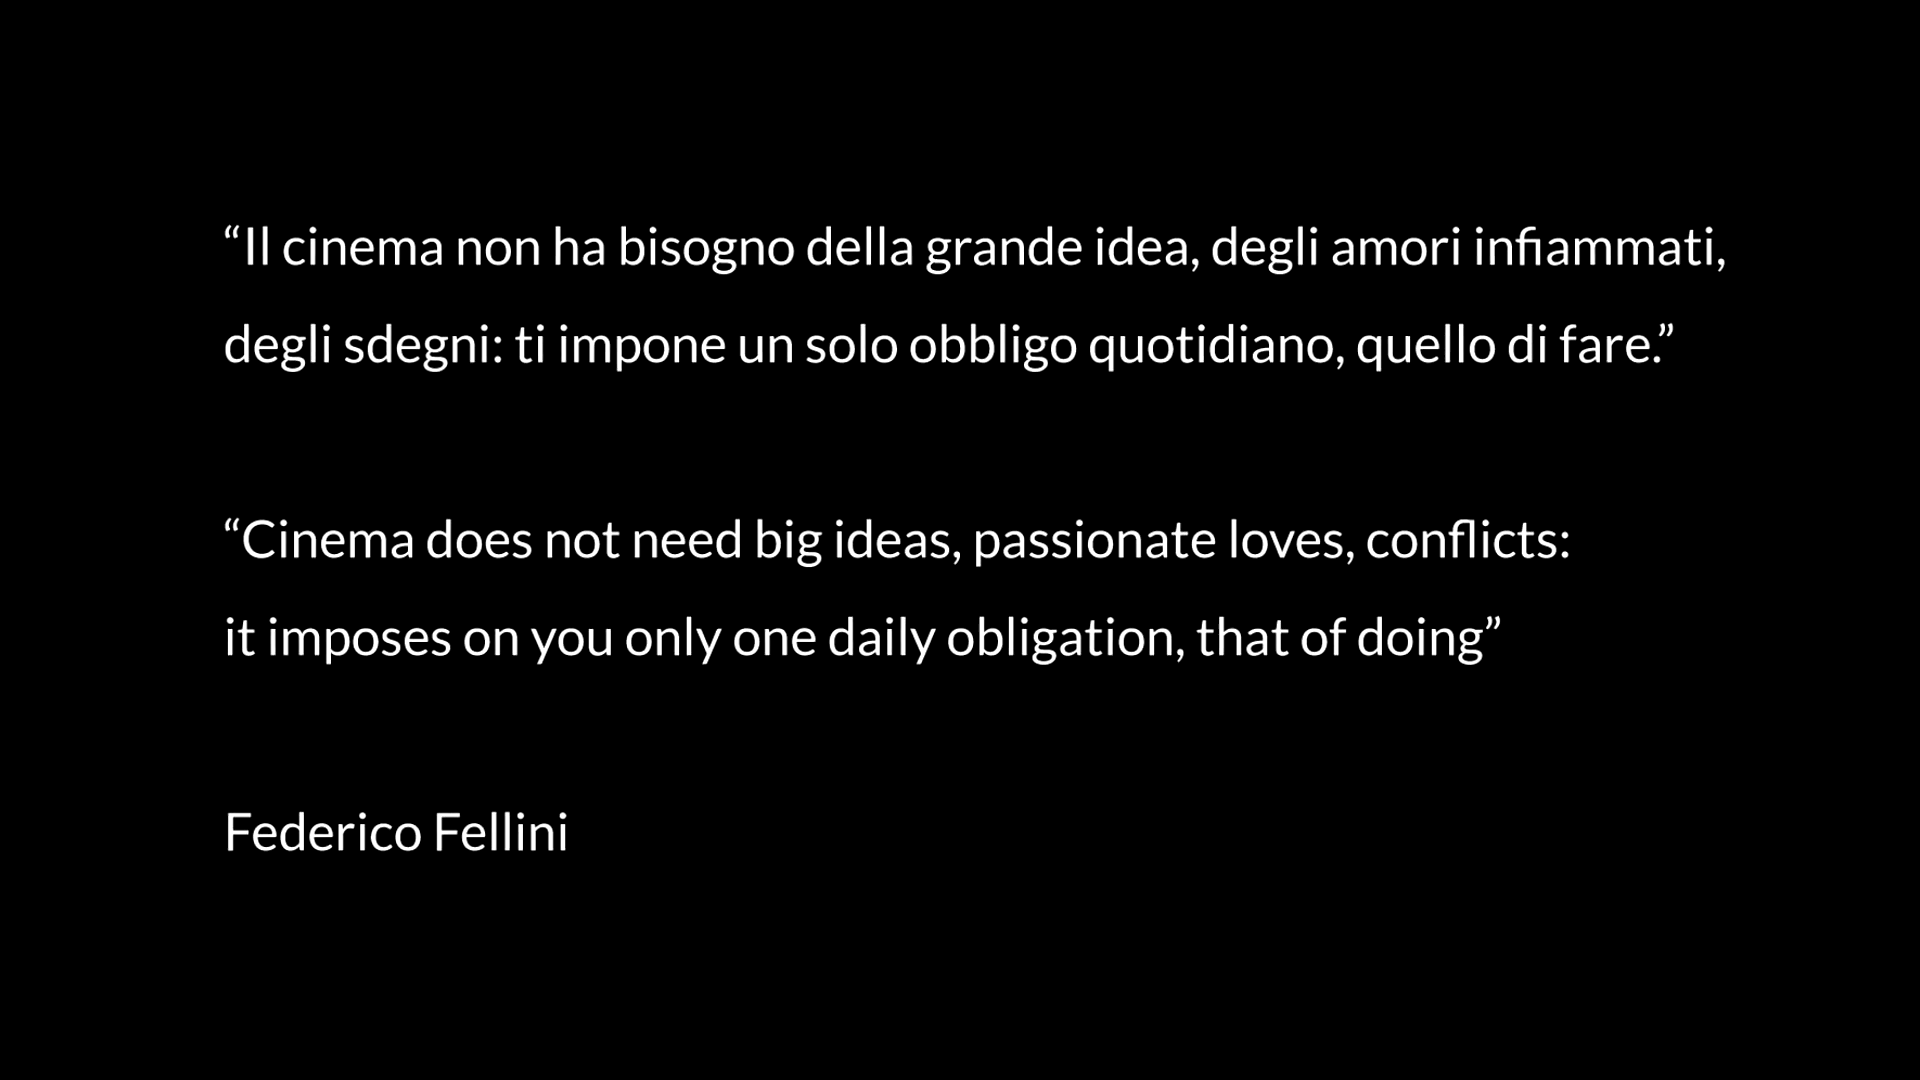 “Il cinema non ha bisogno della grande idea, degli amori infiammati,
degli sdegni: ti impone un solo obbligo quotidiano, quello di fare.”
“Cinema does not need big ideas, passionate loves, conflicts:
it imposes on you only one daily obligation, that of doing”
Federico Fellini